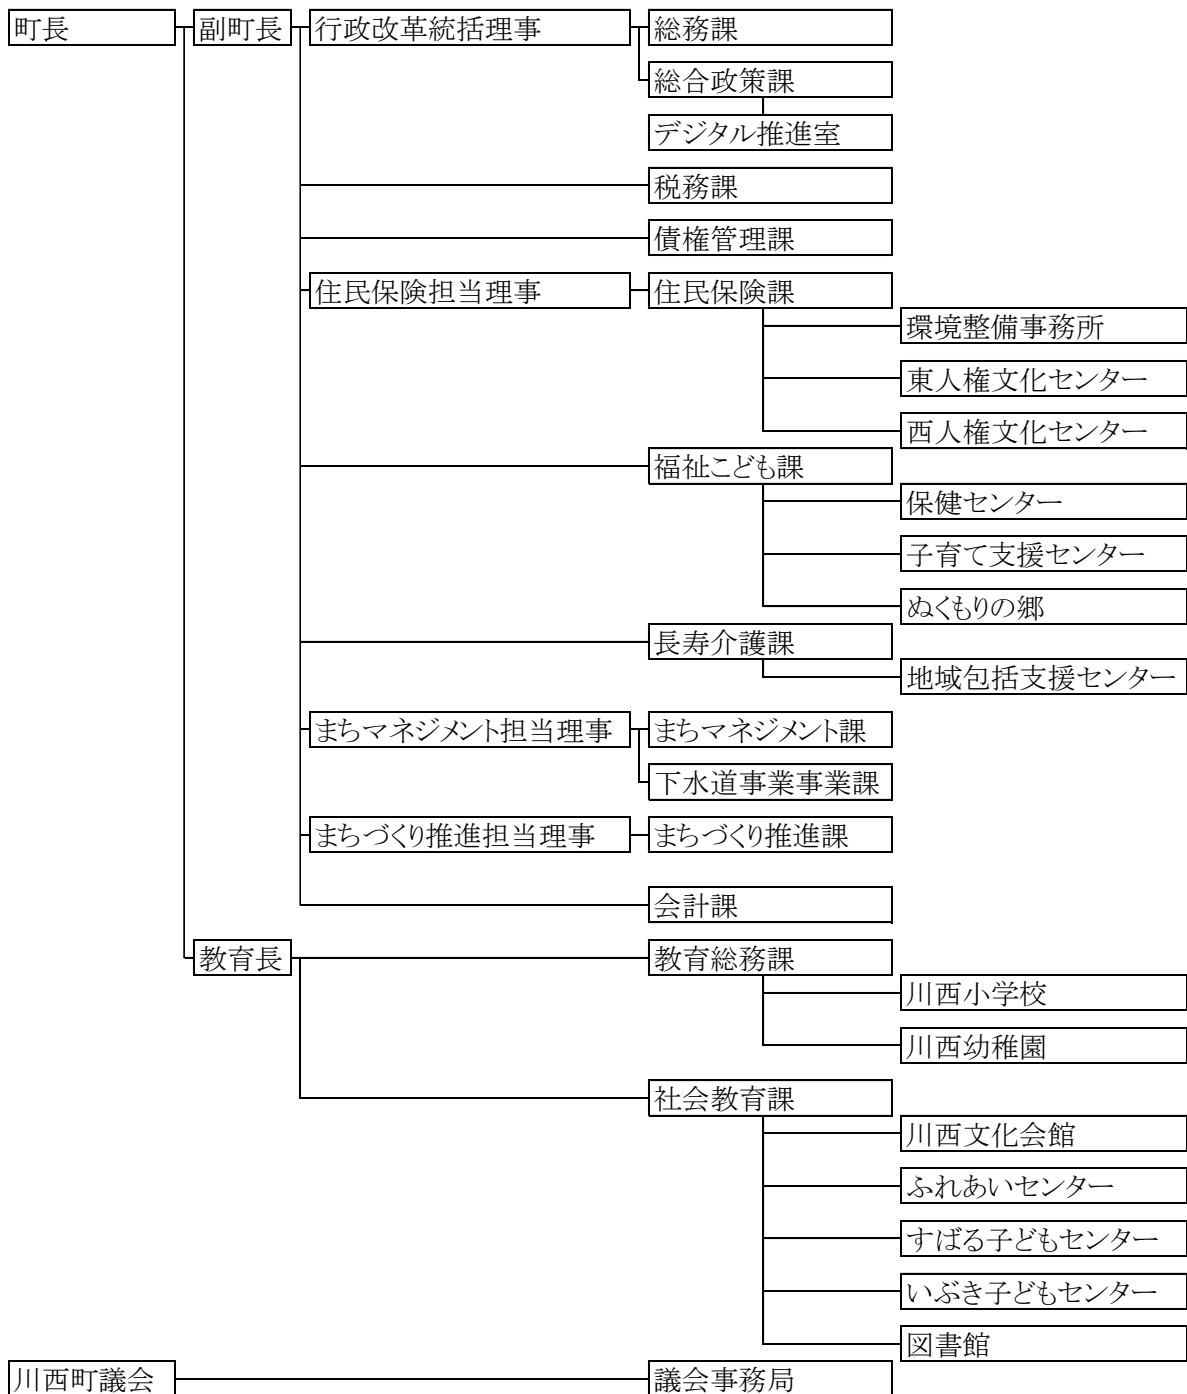 町長
副町長
行政改革統括理事
総務課
総合政策課
デジタル推進室
税務課
債権管理課
住民保険担当理事
住民保険課
環境整備事務所
東人権文化センター
西人権文化センター
福祉こども課
保健センター
子育て支援センター
ぬくもりの郷
長寿介護課
地域包括支援センター
まちマネジメント担当理事
まちマネジメント課
下水道事業事業課
まちづくり推進担当理事
まちづくり推進課
会計課
教育長
教育総務課
川西小学校
川西幼稚園
社会教育課
川西文化会館
ふれあいセンター
すばる子どもセンター
いぶき子どもセンター
図書館
川西町議会
議会事務局